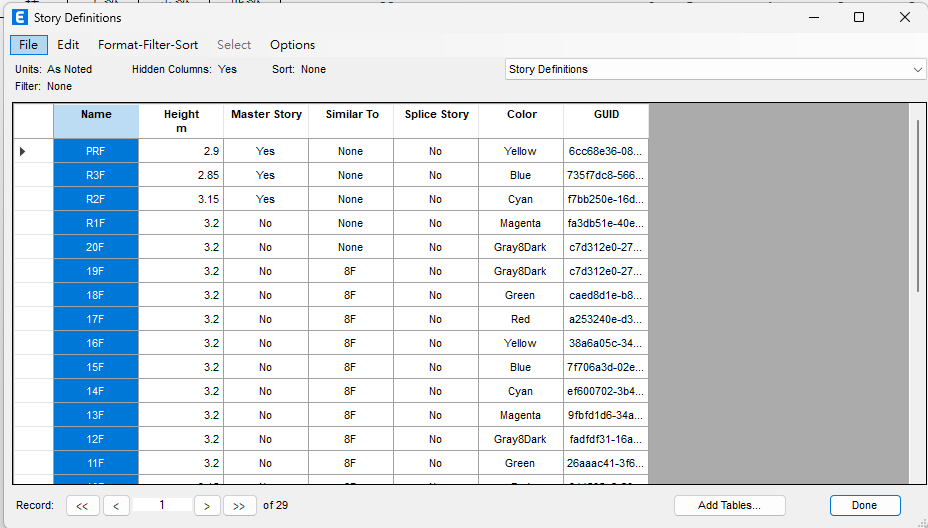 E Story Definitions
File Edit Format-Filter-Sort Select Options
Units: As Noted Hidden Columns: Yes Sort: None Story Definitions
Filter: None
Name Height m Master Story Similar To Splice Story Color GUID
PRF 2.9 Yes None No Yellow 6cc68e36-08...
R3F 2.85 Yes None No Blue 735f7dc8-566...
R2F 3.15 Yes None No Cyan f7bb250e-16d...
R1F 3.2 No None No Magenta fa3db51e-40e...
20F 3.2 No None No Gray8Dark c7d312e0-27...
19F 3.2 No 8F No Gray8Dark c7d312e0-27...
18F 3.2 No 8F No Green caed8d1e-b8...
17F 3.2 No 8F No Red a253240e-d3...
16F 3.2 No 8F No Yellow 38a6a05c-34...
15F 3.2 No 8F No Blue 7f706a3d-02e...
14F 3.2 No 8F No Cyan ef600702-3b4...
13F 3.2 No 8F No Magenta 9fbfd1d6-34a...
12F 3.2 No 8F No Gray8Dark fadfdf31-16a...
11F 3.2 No 8F No Green 26aaac41-3f6...
Record: << < 1 > >> of 29 Add Tables... Done